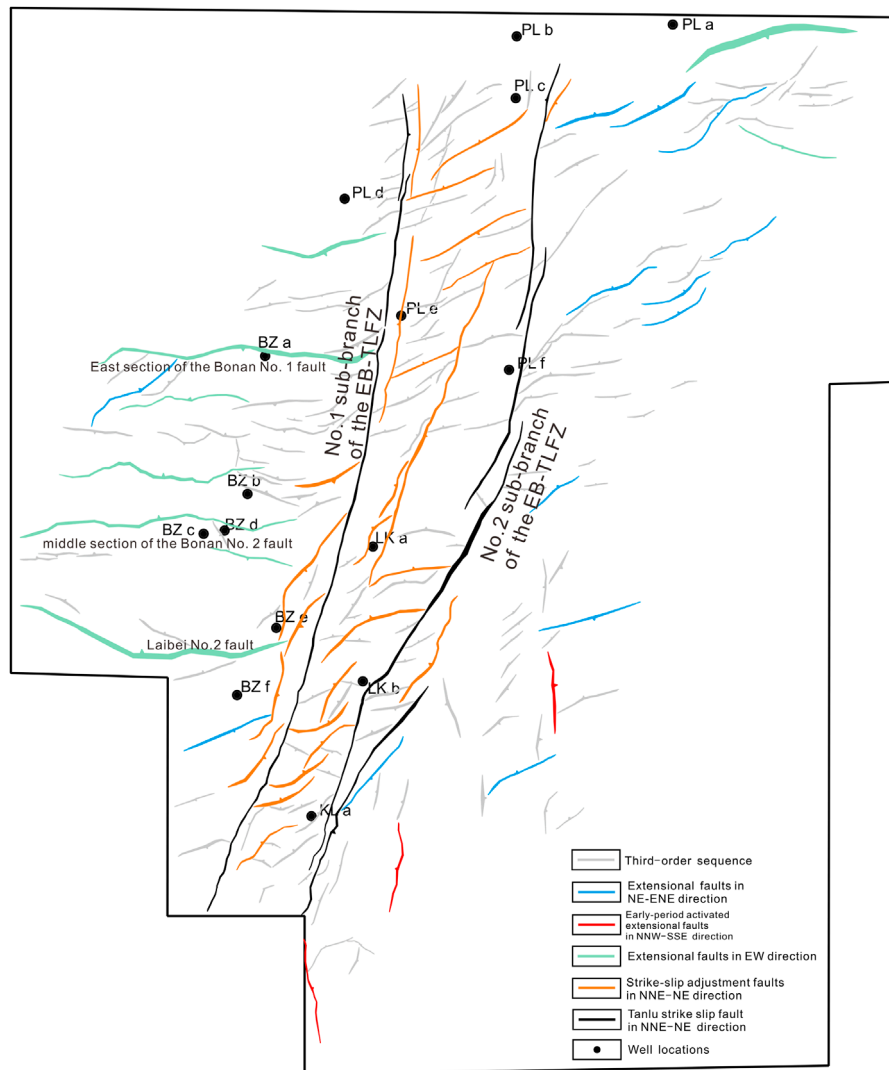 PL a
PL b
PL c
PL d
PL e
BZ a
East section of the Bonan No. 1 fault
PL f
No.1 sub-branch
of the EB-TLFZ
No.2 sub-branch
of the EB-TLFZ
BZ b
BZ c
BZ d
middle section of the Bonan No. 2 fault
LK a
BZ e
Laibei No.2 fault
BZ f
LK b
KL a
Third-order sequence
Extensional faults in
NE-ENE direction
Early-period activated
extensional faults
in NNW-SSE direction
Extensional faults in EW direction
Strike-slip adjustment faults
in NNE-NE direction
Tanlu strike slip fault
in NNE-NE direction
Well locations